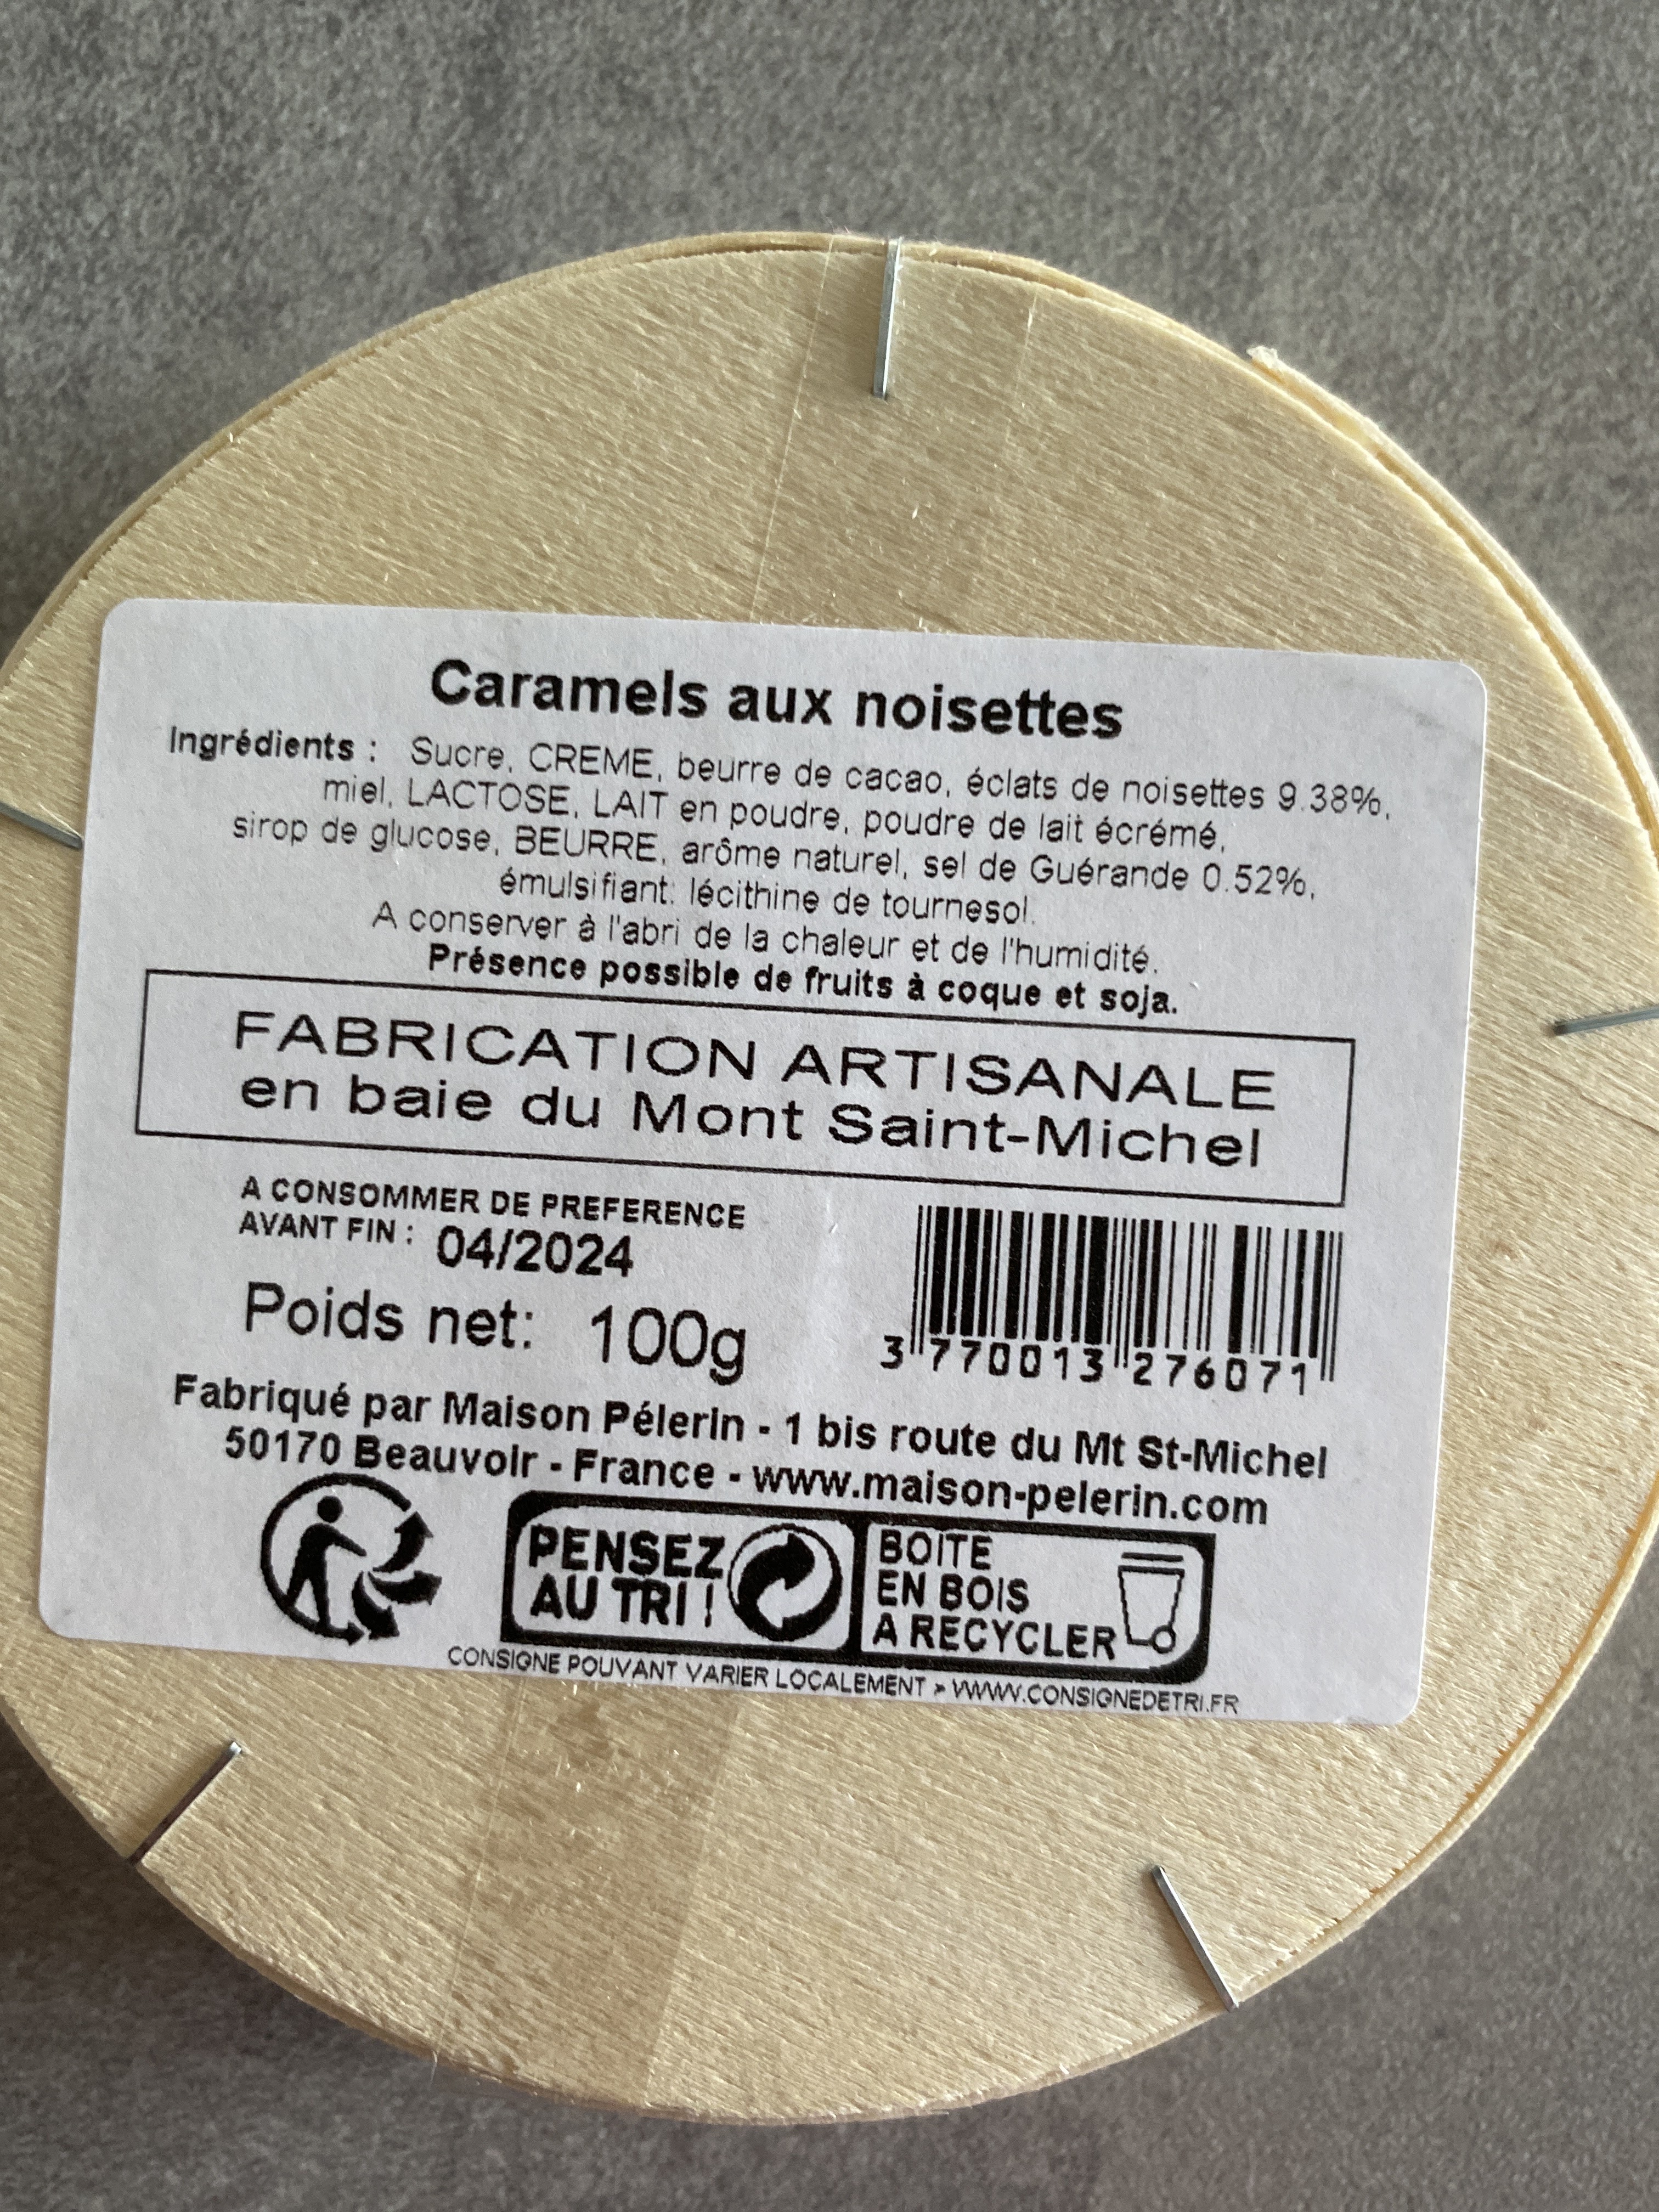 Caramels aux noisettes
Ingrédients : Sucre, CREME, beurre de cacao, éclats de noisettes 9.38%,
miel, LACTOSE, LAIT en poudre, poudre de lait écrémé,
sirop de glucose, BEURRE, arôme naturel, sel de Guérande 0.52%,
émulsifiant: lécithine de tournesol.
A conserver à l'abri de la chaleur et de l'humidité.
Présence possible de fruits à coque et soja.
FABRICATION ARTISANALE
en baie du Mont Saint-Michel
A CONSOMMER DE PREFERENCE
AVANT FIN : 04/2024
Poids net: 100g
3 770013 276071
Fabriqué par Maison Pélerin - 1 bis route du Mt St-Michel
50170 Beauvoir - France - www.maison-pelerin.com
PENSEZ
AU TRI !
BOITE
EN BOIS
A RECYCLER
CONSIGNE POUVANT VARIER LOCALEMENT > WWW.CONSIGNEDETRI.FR